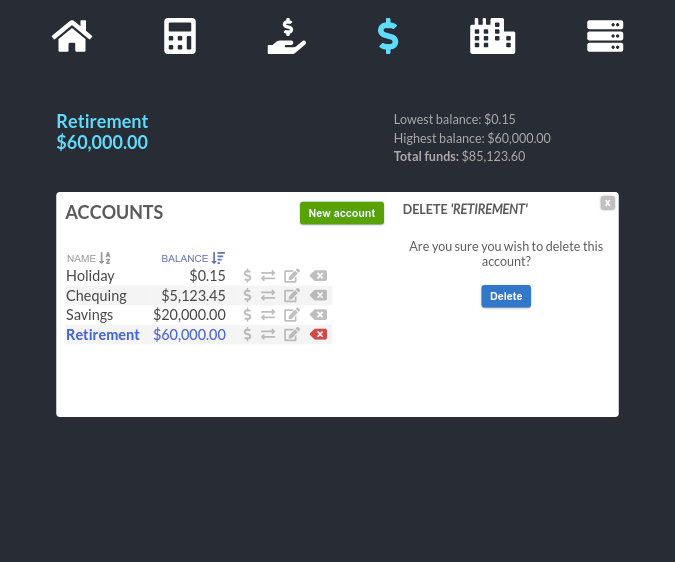 Retirement
$60,000.00
Lowest balance: $0.15
Highest balance: $60,000.00
Total funds: $85,123.60
ACCOUNTS
New account
NAME
BALANCE
Holiday $0.15
Chequing $5,123.45
Savings $20,000.00
Retirement $60,000.00
DELETE 'RETIREMENT'
x
Are you sure you wish to delete this
account?
Delete